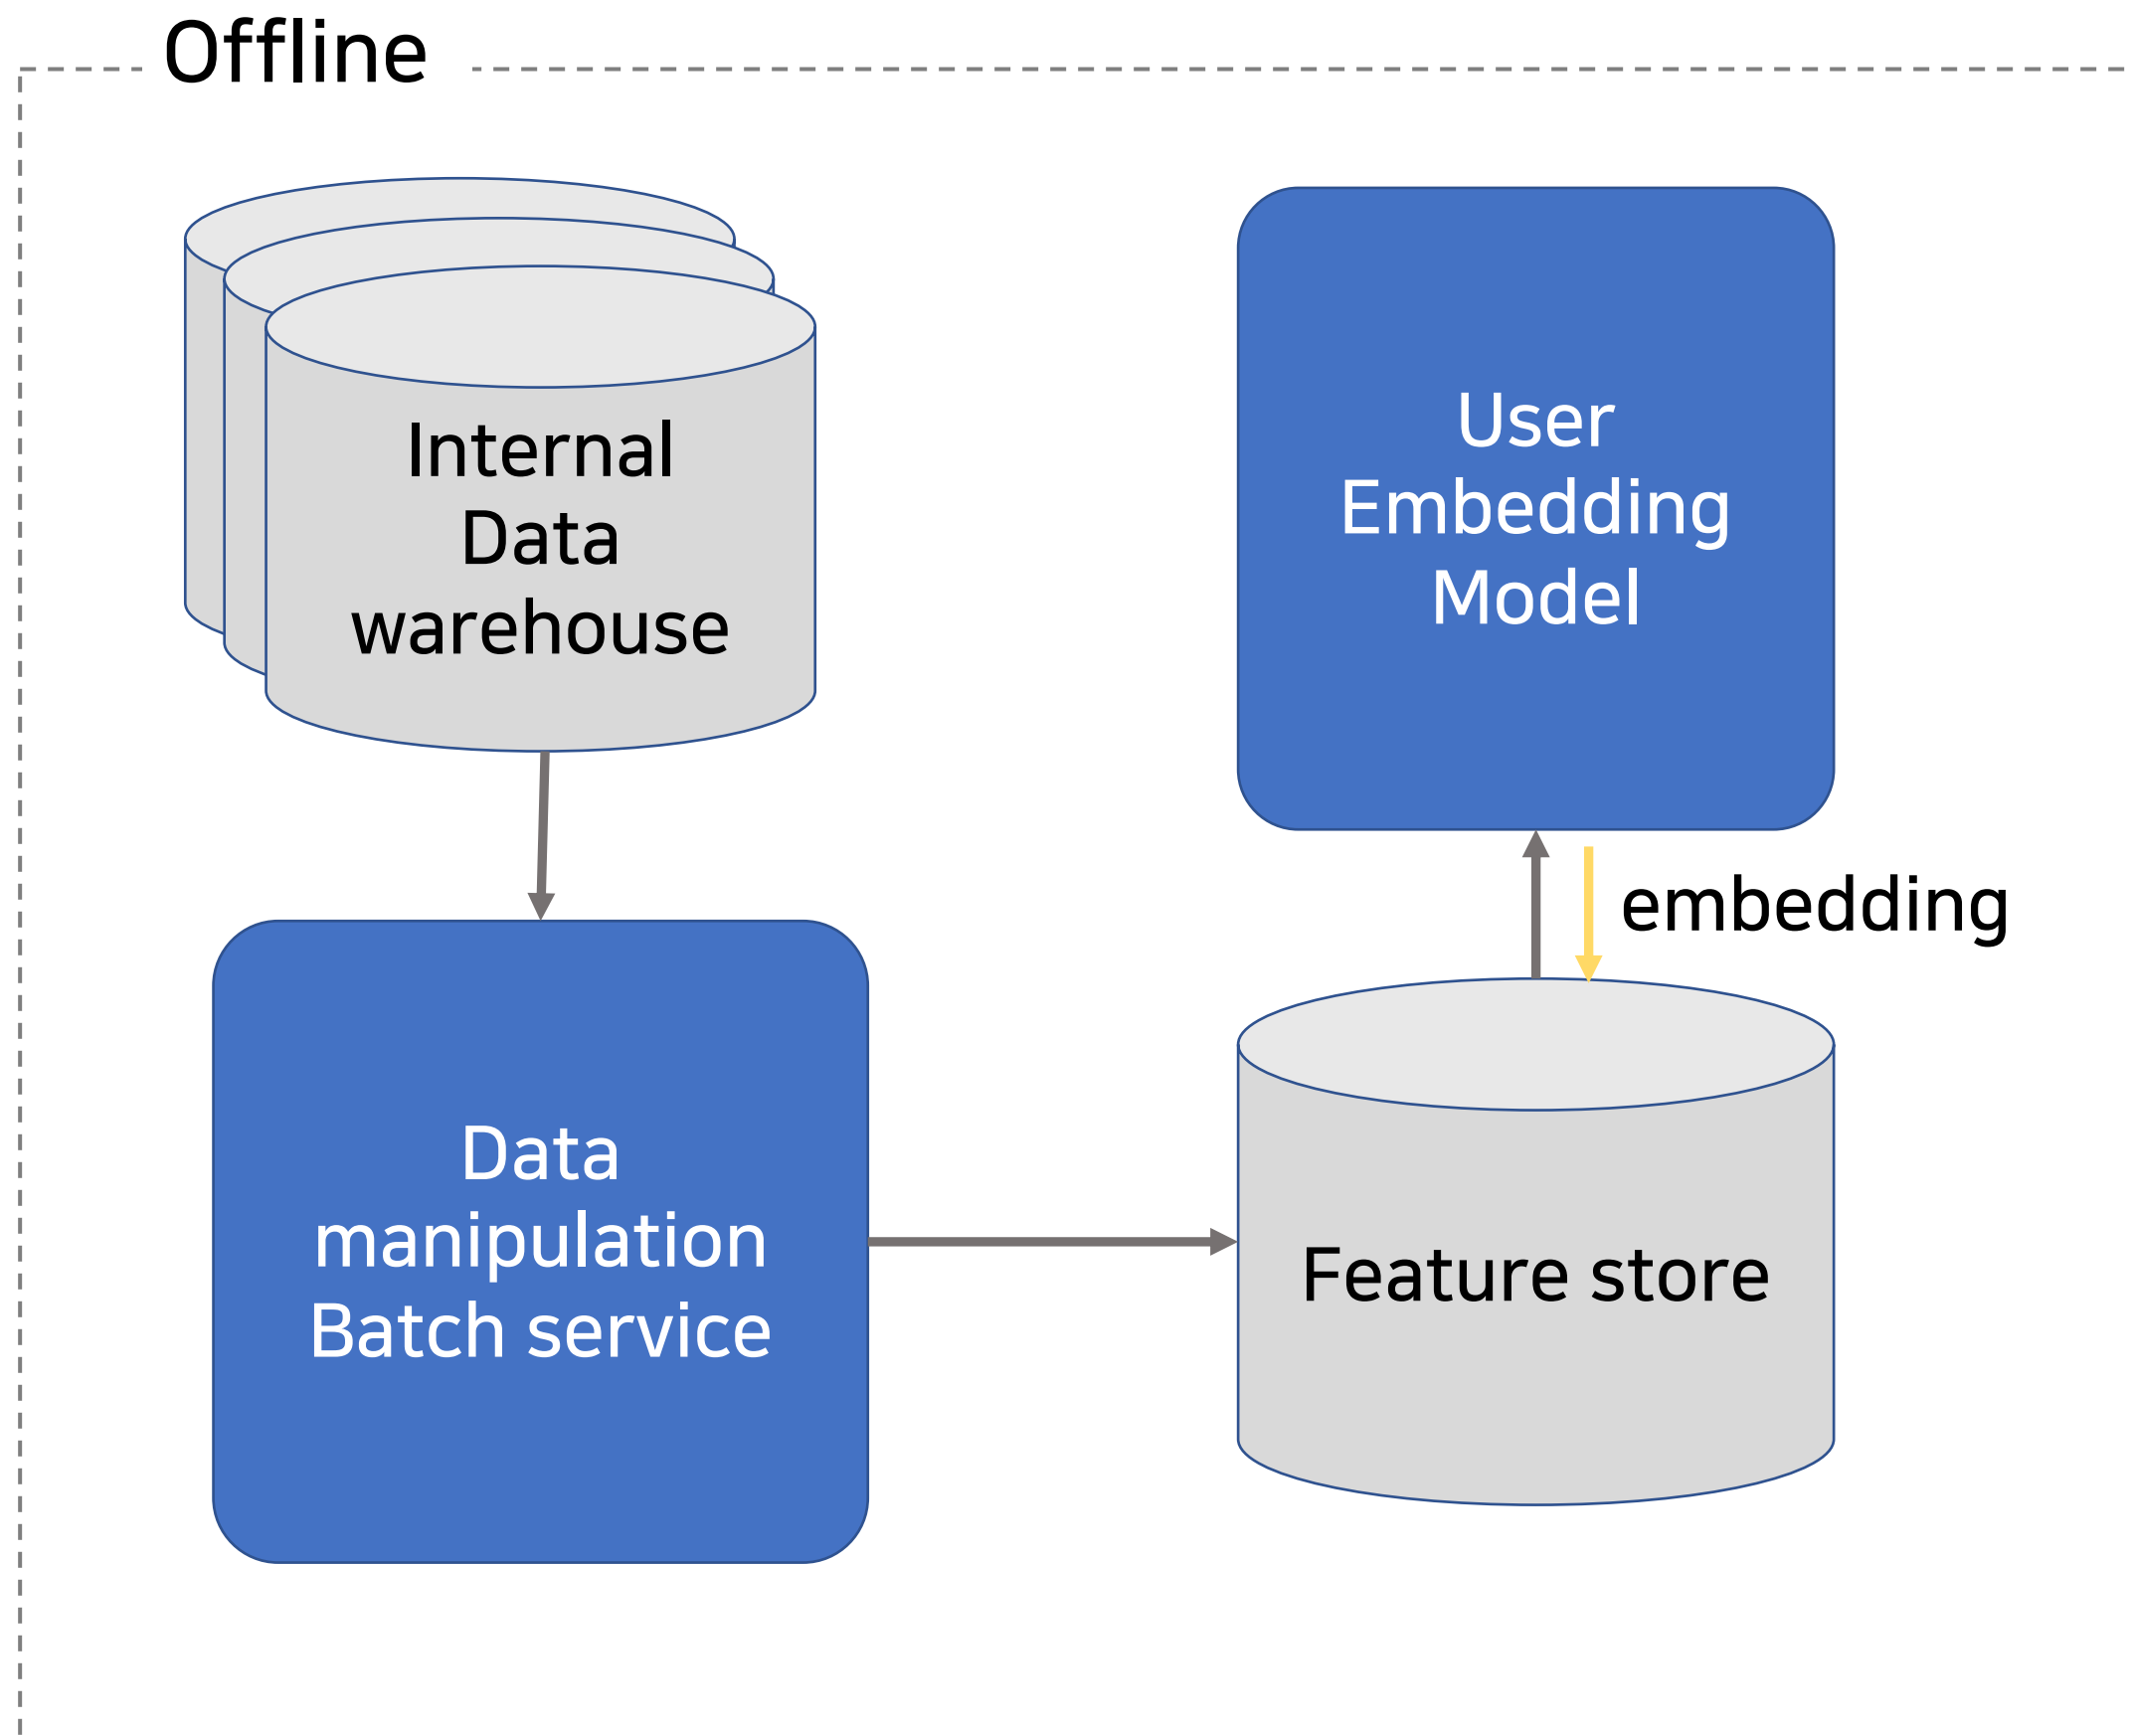 Offline
Internal
Data
warehouse
User
Embedding
Model
embedding
Data
manipulation
Batch service
Feature store